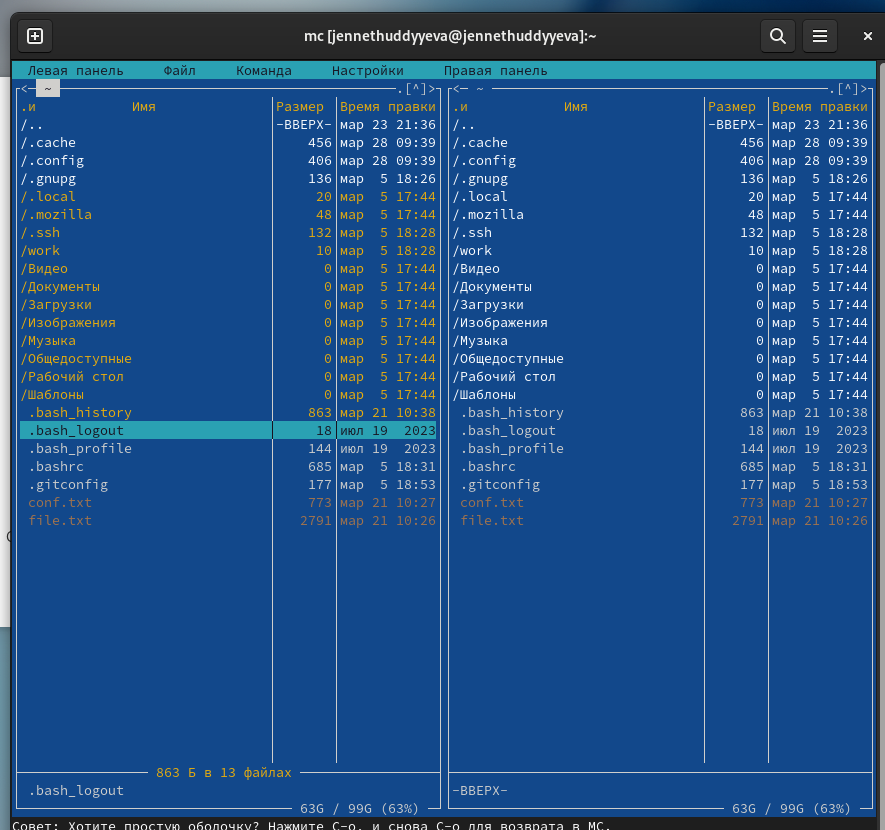 mc [jennethuddyyeva@jennethuddyyeva]:~
Левая панель Файл Команда Настройки Правая панель
<─ ~ .[^]> <─ ~ .[^]>
.и Имя Размер Время правки .и Имя Размер Время правки
/.. -ВВЕРХ- мар 23 21:36 /.. -ВВЕРХ- мар 23 21:36
/.cache 456 мар 28 09:39 /.cache 456 мар 28 09:39
/.config 406 мар 28 09:39 /.config 406 мар 28 09:39
/.gnupg 136 мар 5 18:26 /.gnupg 136 мар 5 18:26
/.local 20 мар 5 17:44 /.local 20 мар 5 17:44
/.mozilla 48 мар 5 17:44 /.mozilla 48 мар 5 17:44
/.ssh 132 мар 5 18:28 /.ssh 132 мар 5 18:28
/work 10 мар 5 18:28 /work 10 мар 5 18:28
/Видео 0 мар 5 17:44 /Видео 0 мар 5 17:44
/Документы 0 мар 5 17:44 /Документы 0 мар 5 17:44
/Загрузки 0 мар 5 17:44 /Загрузки 0 мар 5 17:44
/Изображения 0 мар 5 17:44 /Изображения 0 мар 5 17:44
/Музыка 0 мар 5 17:44 /Музыка 0 мар 5 17:44
/Общедоступные 0 мар 5 17:44 /Общедоступные 0 мар 5 17:44
/Рабочий стол 0 мар 5 17:44 /Рабочий стол 0 мар 5 17:44
/Шаблоны 0 мар 5 17:44 /Шаблоны 0 мар 5 17:44
.bash_history 863 мар 21 10:38 .bash_history 863 мар 21 10:38
.bash_logout 18 июл 19 2023 .bash_logout 18 июл 19 2023
.bash_profile 144 июл 19 2023 .bash_profile 144 июл 19 2023
.bashrc 685 мар 5 18:31 .bashrc 685 мар 5 18:31
.gitconfig 177 мар 5 18:53 .gitconfig 177 мар 5 18:53
conf.txt 773 мар 21 10:27 conf.txt 773 мар 21 10:27
file.txt 2791 мар 21 10:26 file.txt 2791 мар 21 10:26
863 Б в 13 файлах
.bash_logout -ВВЕРХ-
63G / 99G (63%) 63G / 99G (63%)
Совет: Хотите простую оболочку? Нажмите C-o, и снова C-o для возврата в MC.